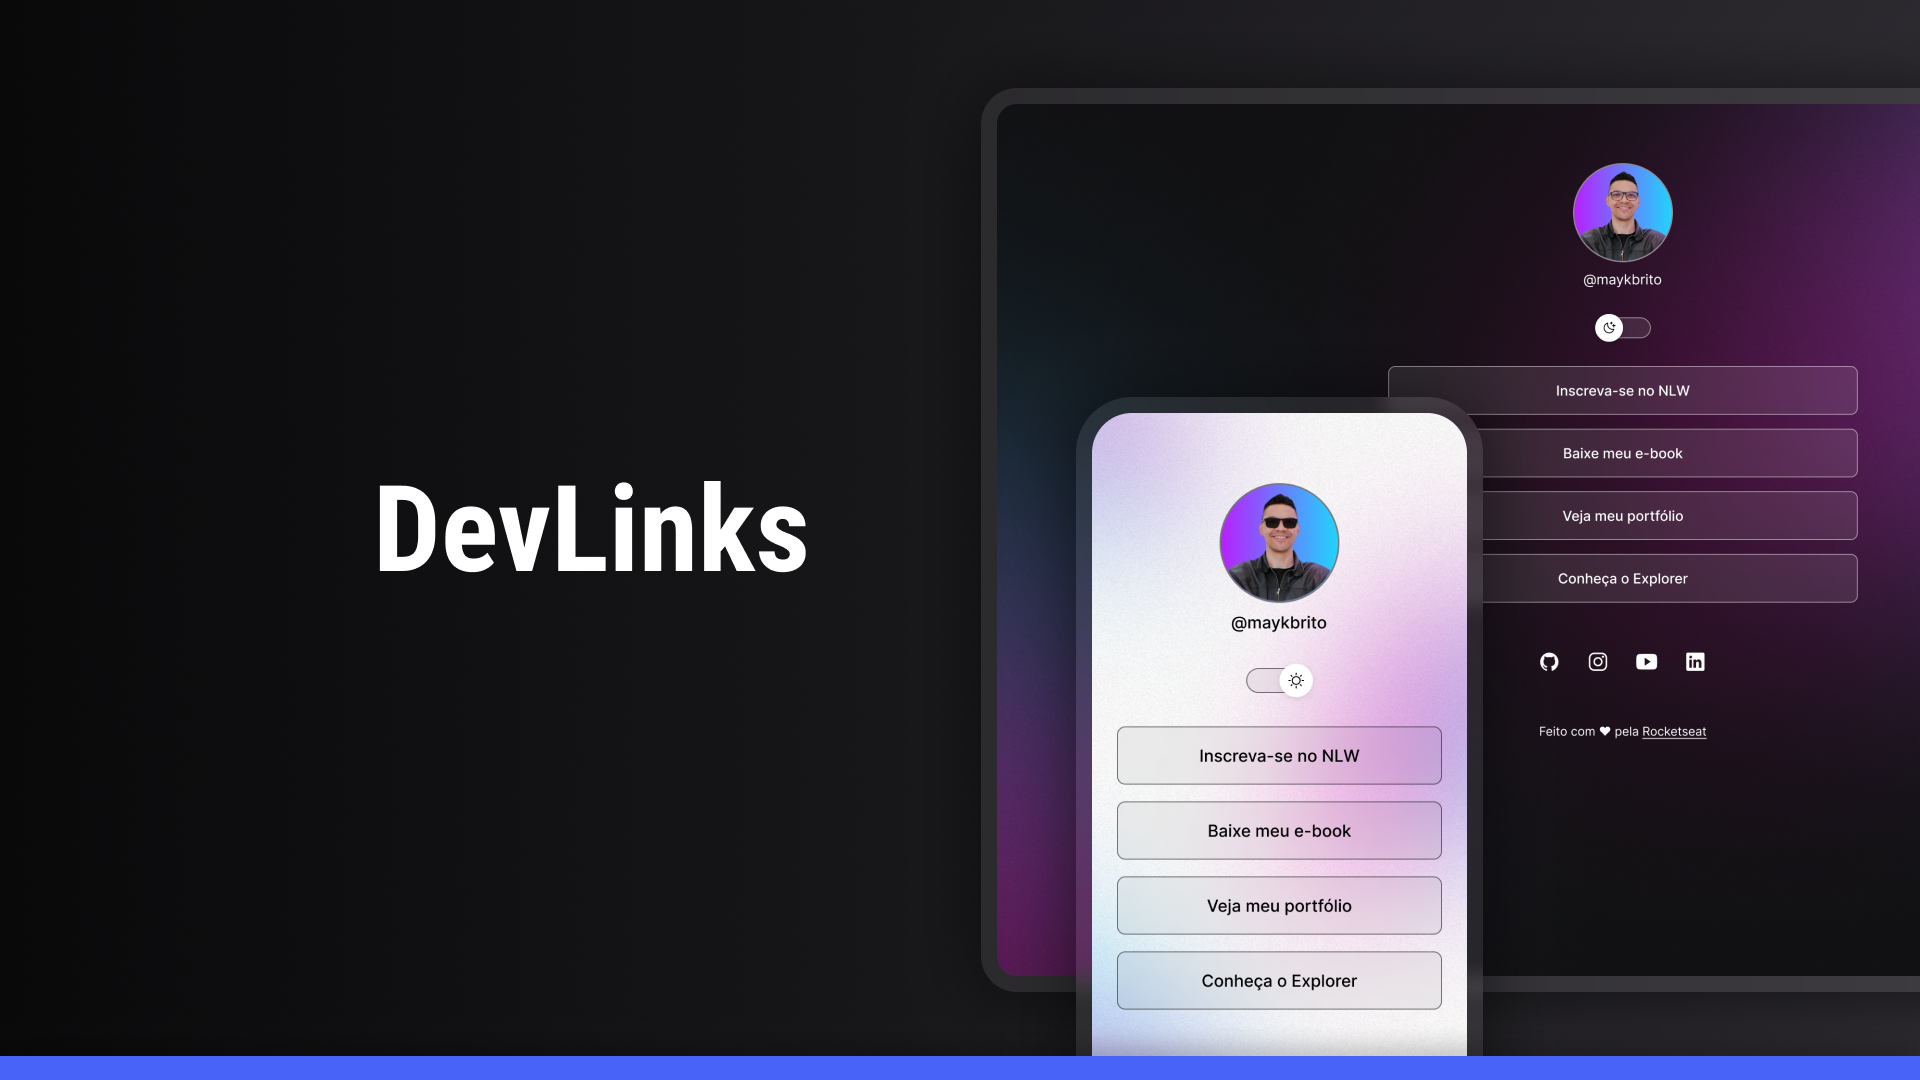 DevLinks
@maykbrito
Inscreva-se no NLW
Baixe meu e-book
Veja meu portfólio
Conheça o Explorer
Feito com ❤ pela Rocketseat
@maykbrito
Inscreva-se no NLW
Baixe meu e-book
Veja meu portfólio
Conheça o Explorer